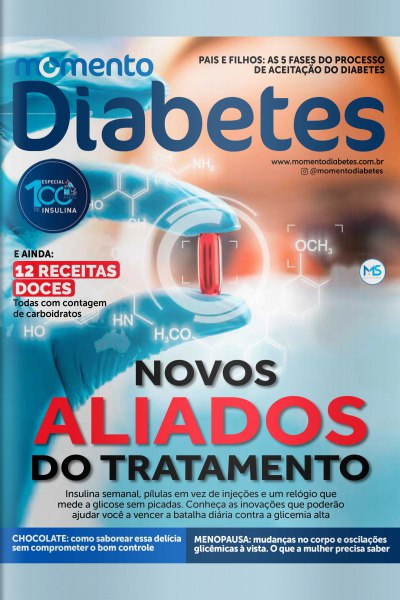 momento
Diabetes
PAIS E FILHOS: AS 5 FASES DO PROCESSO
DE ACEITAÇÃO DO DIABETES
www.momentodiabetes.com.br
@momentodiabetes
ESPECIAL
100
INSULINA
E AINDA:
12 RECEITAS
DOCES
Todas com contagem
de carboidratos
NH₂
OCH₃
MS
HO
HN
H₃CO
NOVOS
ALIADOS
DO TRATAMENTO
Insulina semanal, pílulas em vez de injeções e um relógio que
mede a glicose sem picadas. Conheça as inovações que poderão
ajudar você a vencer a batalha diária contra a glicemia alta
CHOCOLATE: como saborear essa delícia
sem comprometer o bom controle
MENOPAUSA: mudanças no corpo e oscilações
glicêmicas à vista. O que a mulher precisa saber